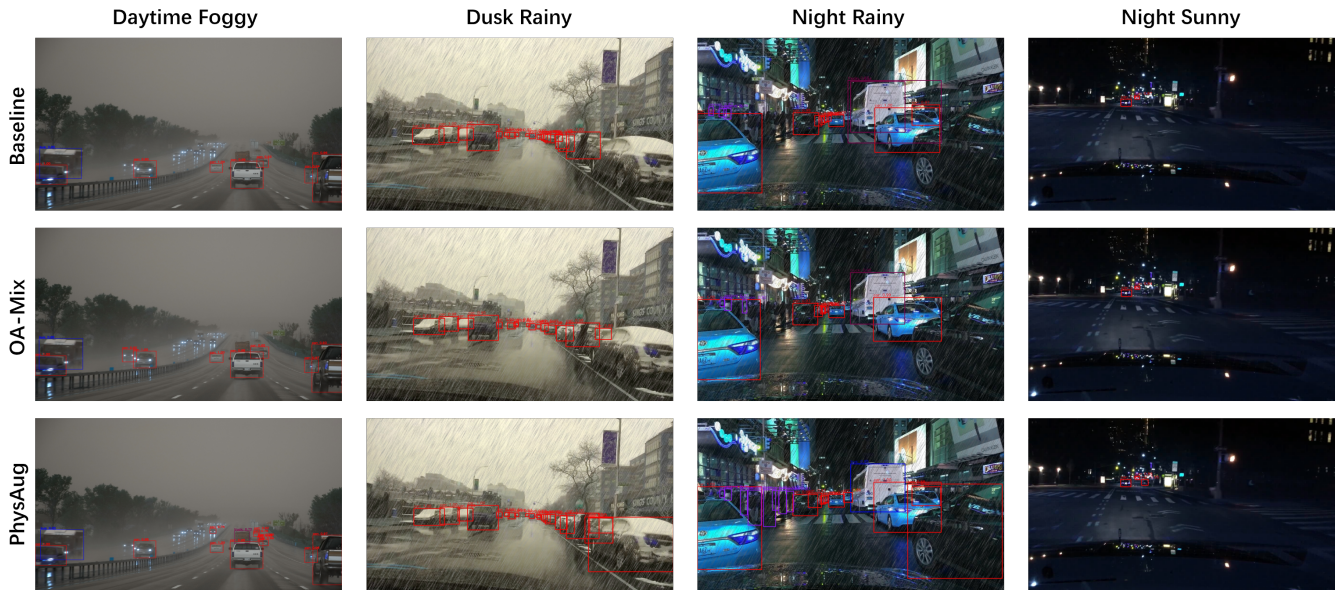 Daytime Foggy
Dusk Rainy
Night Rainy
Night Sunny
Baseline
OA-Mix
PhysAug